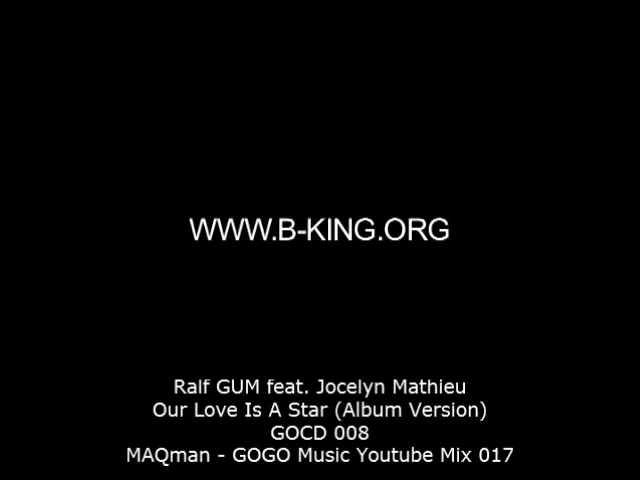 WWW.B-KING.ORG
Ralf GUM feat. Jocelyn Mathieu
Our Love Is A Star (Album Version)
GOCD 008
MAQman - GOGO Music Youtube Mix 017